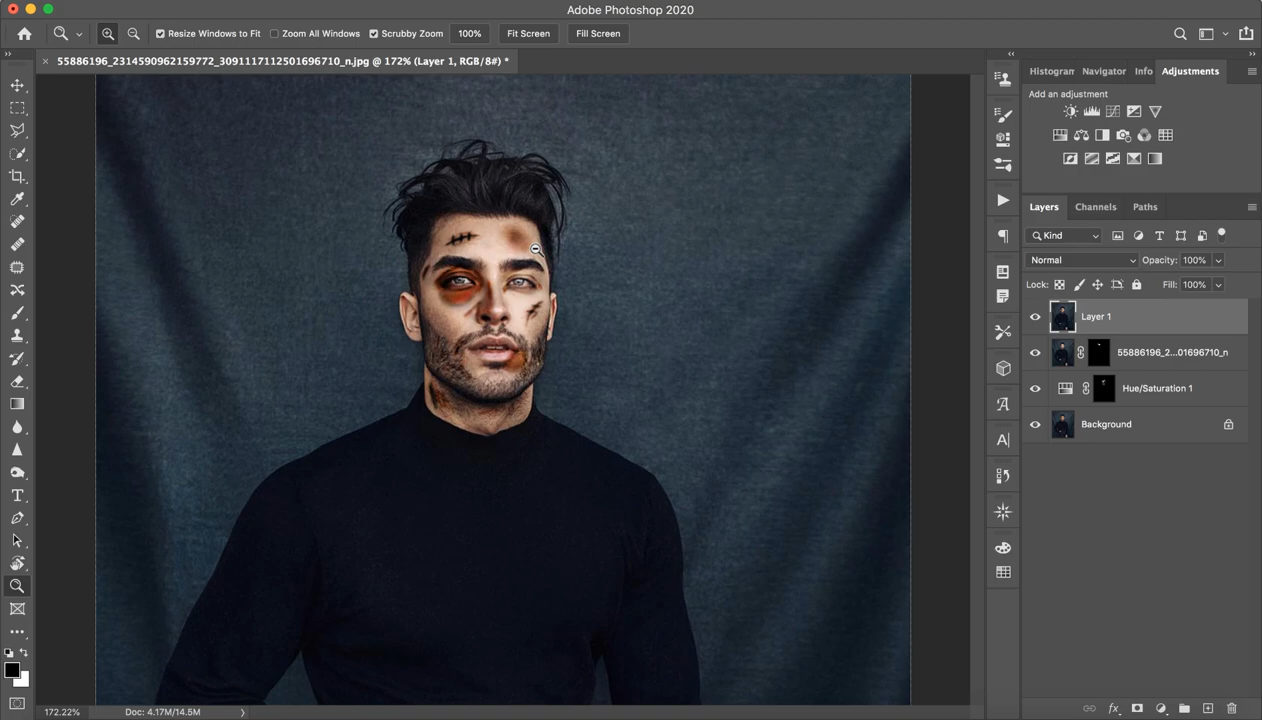 Adobe Photoshop 2020
Resize Windows to Fit
Zoom All Windows
Scrubby Zoom
100%
Fit Screen
Fill Screen
55886196_2314590962159772_3091117112501696710_n.jpg @ 172% (Layer 1, RGB/8#) *
Histogram
Navigator
Info
Adjustments
Add an adjustment
Layers
Channels
Paths
Kind
Normal
Opacity: 100%
Lock:
Fill: 100%
Layer 1
55886196_2...01696710_n
Hue/Saturation 1
Background
172.22%
Doc: 4.17M/14.5M